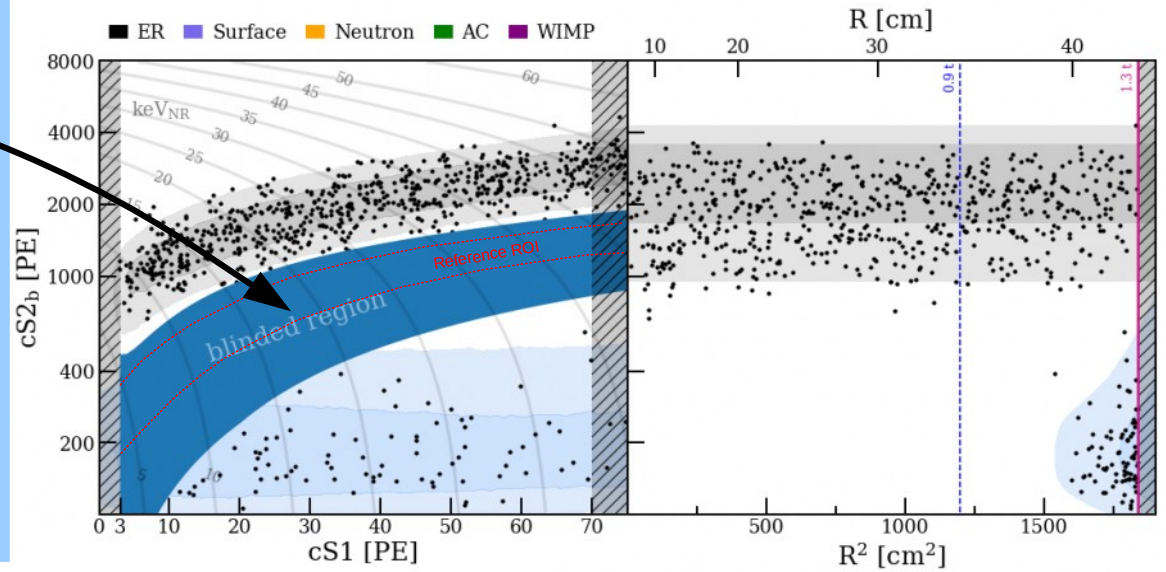 ER Surface Neutron AC WIMP
R [cm]
10 20 30 40
8000
4000
2000
1000
400
200
cS2b [PE]
keVNR
15
20
25
30
35
40
45
50
60
5
10
Reference ROI
blinded region
0.9 t
1.3 t
0 3 10 20 30 40 50 60 70
cS1 [PE]
500 1000 1500
R² [cm²]